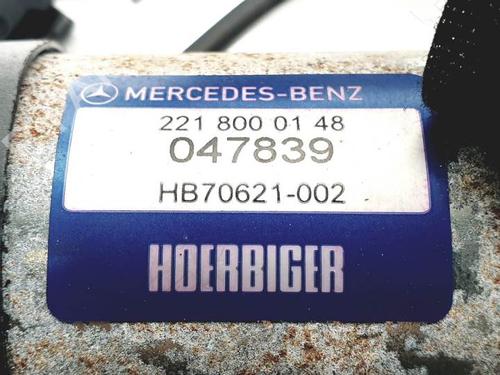 MERCEDES-BENZ
221 800 01 48
047839
HB70621-002
HOERBIGER